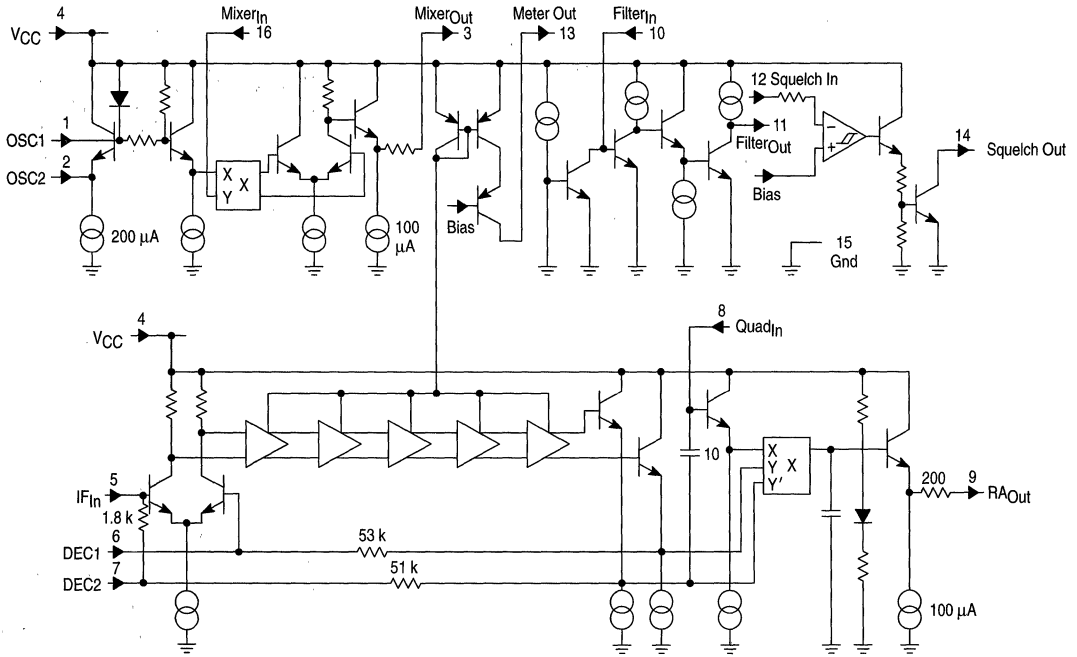 4
VCC
MixerIn
16
MixerOut
3
Meter Out
13
FilterIn
10
12 Squelch In
1
OSC1
2
OSC2
11
FilterOut
14
Squelch Out
X
Y
X
−
+
Bias
Bias
200 μA
100
μA
15
Gnd
4
VCC
8
QuadIn
10
X
Y
Y'
X
5
IFIn
1.8 k
200
9
RAOut
6
DEC1
53 k
7
DEC2
51 k
100 μA